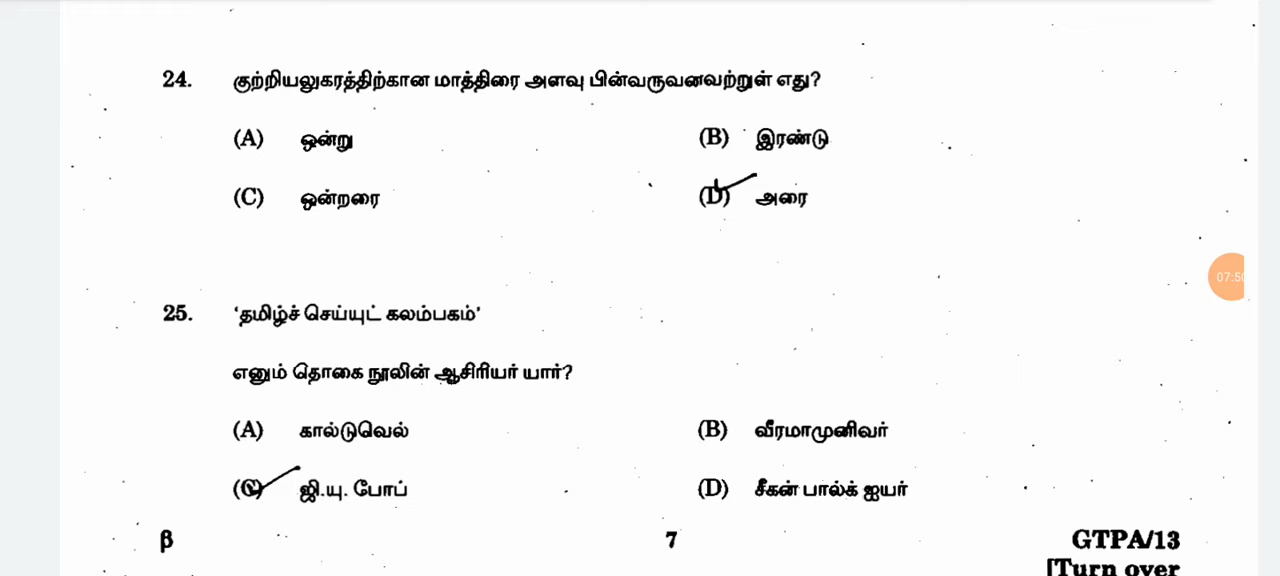 24. குற்றியலுகரத்திற்கான மாத்திரை அளவு பின்வருவனவற்றுள் எது?
(A) ஒன்று (B) இரண்டு
(C) ஒன்றரை (D) அரை
25. ‘தமிழ்ச் செய்யுட் கலம்பகம்’
எனும் தொகை நூலின் ஆசிரியர் யார்?
(A) கால்டுவெல் (B) வீரமாமுனிவர்
(C) ஜி.யு. போப் (D) சீகன் பால்க் ஐயர்
β 7 GTPA/13
[Turn over